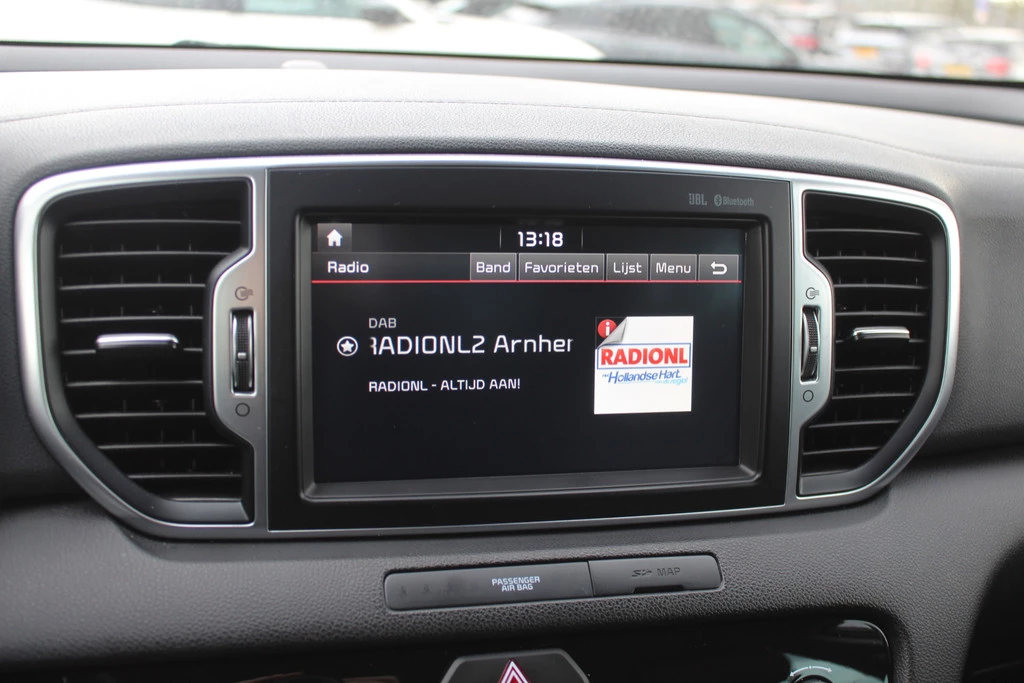 JBL Bluetooth
13:18
Radio Band Favorieten Lijst Menu
DAB
RADIONL2 Arnhem
RADIONL - ALTIJD AAN!
i
RADIONL
Hollandse Hart.
PASSENGER
AIR BAG
MAP